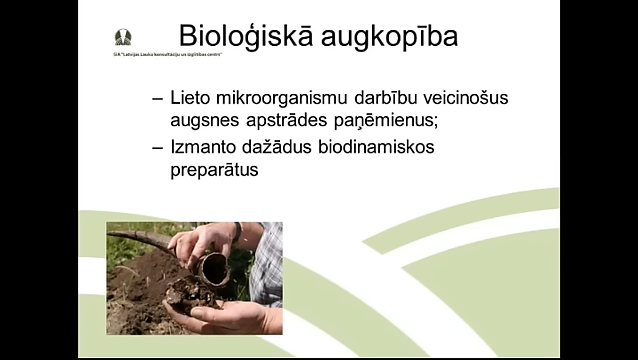 Bioloģiskā augkopība
SIA "Latvijas Lauku konsultāciju un izglītības centrs"
– Lieto mikroorganismu darbību veicinošus
augsnes apstrādes paņēmienus;
– Izmanto dažādus biodinamiskos
preparātus